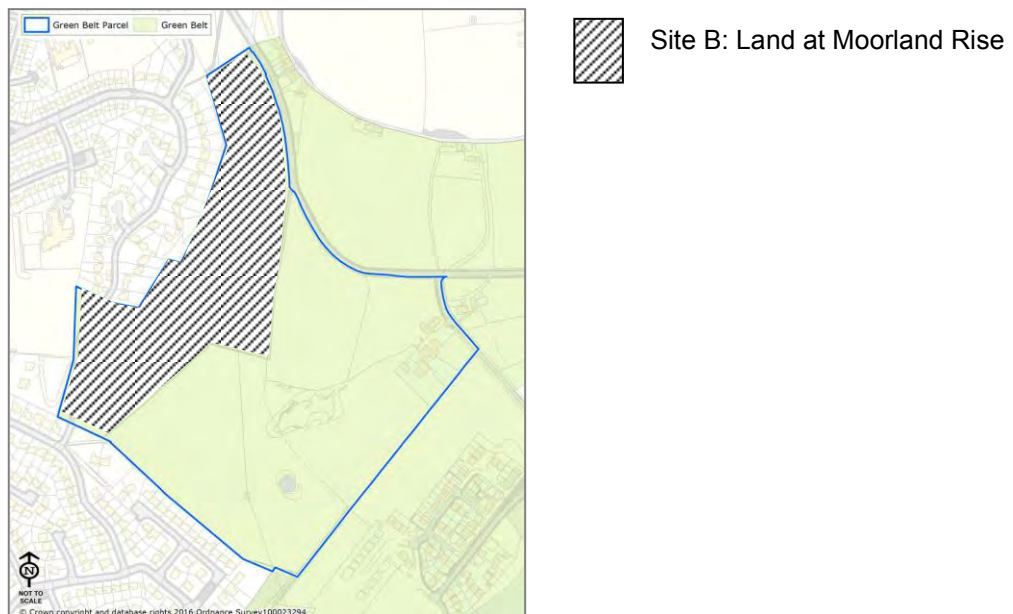 Green Belt Parcel Green Belt
Site B: Land at Moorland Rise
N
NOT TO
SCALE
© Crown copyright and database rights 2016 Ordnance Survey100023294